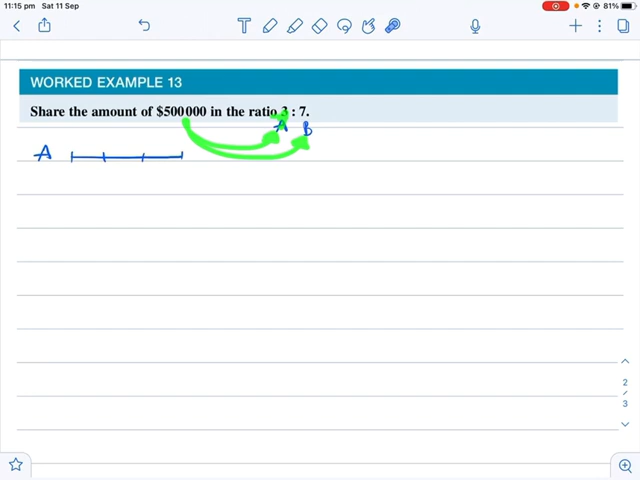 11:15 pm Sat 11 Sep
81%
T
WORKED EXAMPLE 13
Share the amount of $500 000 in the ratio 3 : 7.
A B
A
2
/
3